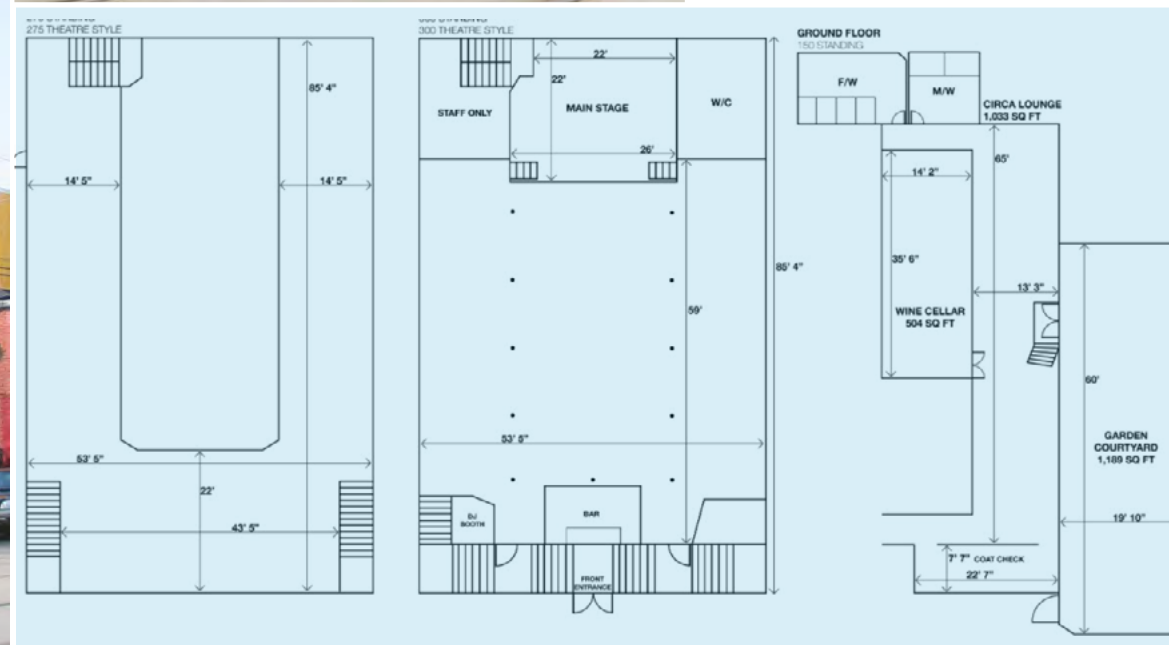 275 THEATRE STYLE
85' 4"
14' 5"
14' 5"
53' 5"
22'
43' 5"
300 THEATRE STYLE
22'
22'
STAFF ONLY
MAIN STAGE
W/C
26'
85' 4"
59'
53' 5"
DJ
BOOTH
BAR
FRONT
ENTRANCE
GROUND FLOOR
150 STANDING
F/W
M/W
CIRCA LOUNGE
1,033 SQ FT
65'
14' 2"
35' 6"
13' 3"
WINE CELLAR
504 SQ FT
60'
GARDEN
COURTYARD
1,189 SQ FT
19' 10"
7' 7" COAT CHECK
22' 7"